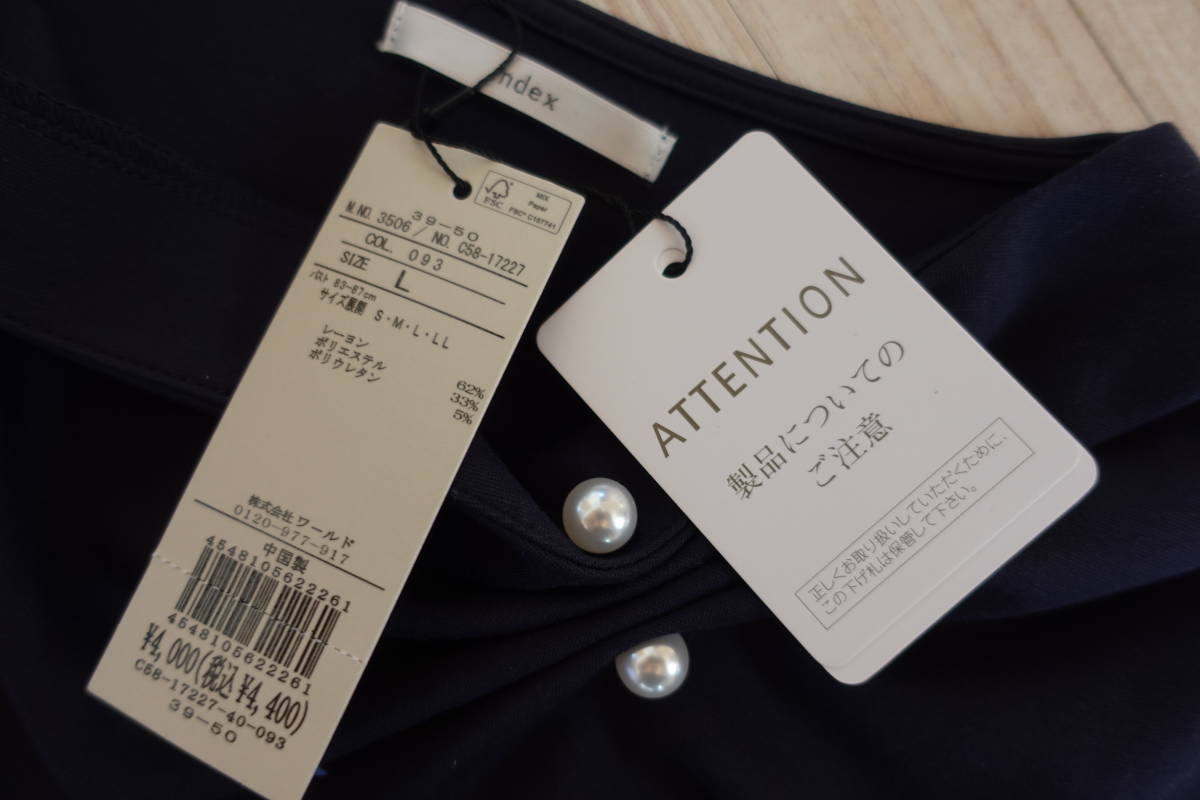 ndex
MIX
Paper
FSC
FSC® C167741
39-50
M.NO. 3506 / NO. C58-17227
COL. 093
SIZE L
バスト 83-87cm
サイズ展開 S・M・L・LL
レーヨン 62%
ポリエステル 33%
ポリウレタン 5%
株式会社 ワールド
0120-977-917
中国製
4548105622261
4548105622261
¥4,000(税込¥4,400)
C58-17227-40-093
39-50
ATTENTION
製品についての
ご注意
正しくお取り扱いしていただくために、
この下げ札は保管して下さい。